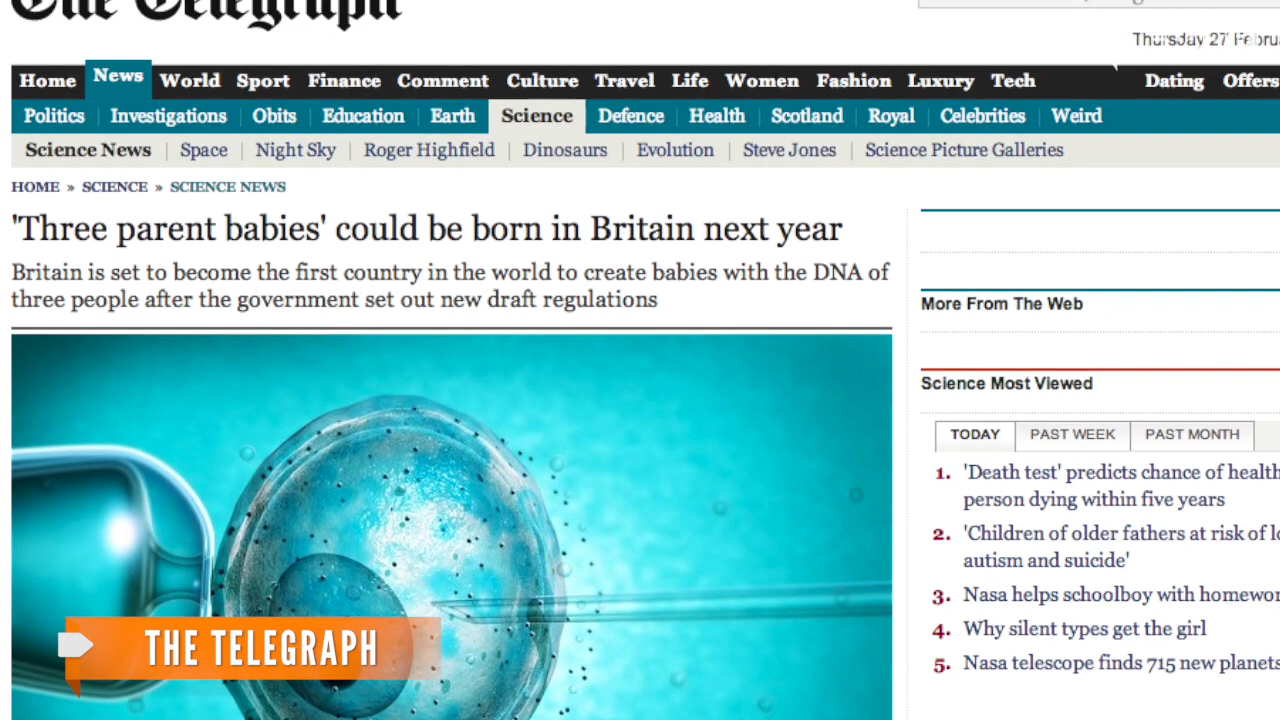 The Telegraph
Thursday 27
Home News World Sport Finance Comment Culture Travel Life Women Fashion Luxury Tech Dating Offers
Politics Investigations Obits Education Earth Science Defence Health Scotland Royal Celebrities Weird
Science News Space Night Sky Roger Highfield Dinosaurs Evolution Steve Jones Science Picture Galleries
HOME » SCIENCE » SCIENCE NEWS
'Three parent babies' could be born in Britain next year
Britain is set to become the first country in the world to create babies with the DNA of
three people after the government set out new draft regulations
More From The Web
Science Most Viewed
TODAY PAST WEEK PAST MONTH
1. 'Death test' predicts chance of health
person dying within five years
2. 'Children of older fathers at risk of
autism and suicide'
3. Nasa helps schoolboy with
4. Why silent types get the girl
5. Nasa telescope finds 715 new planets
THE TELEGRAPH